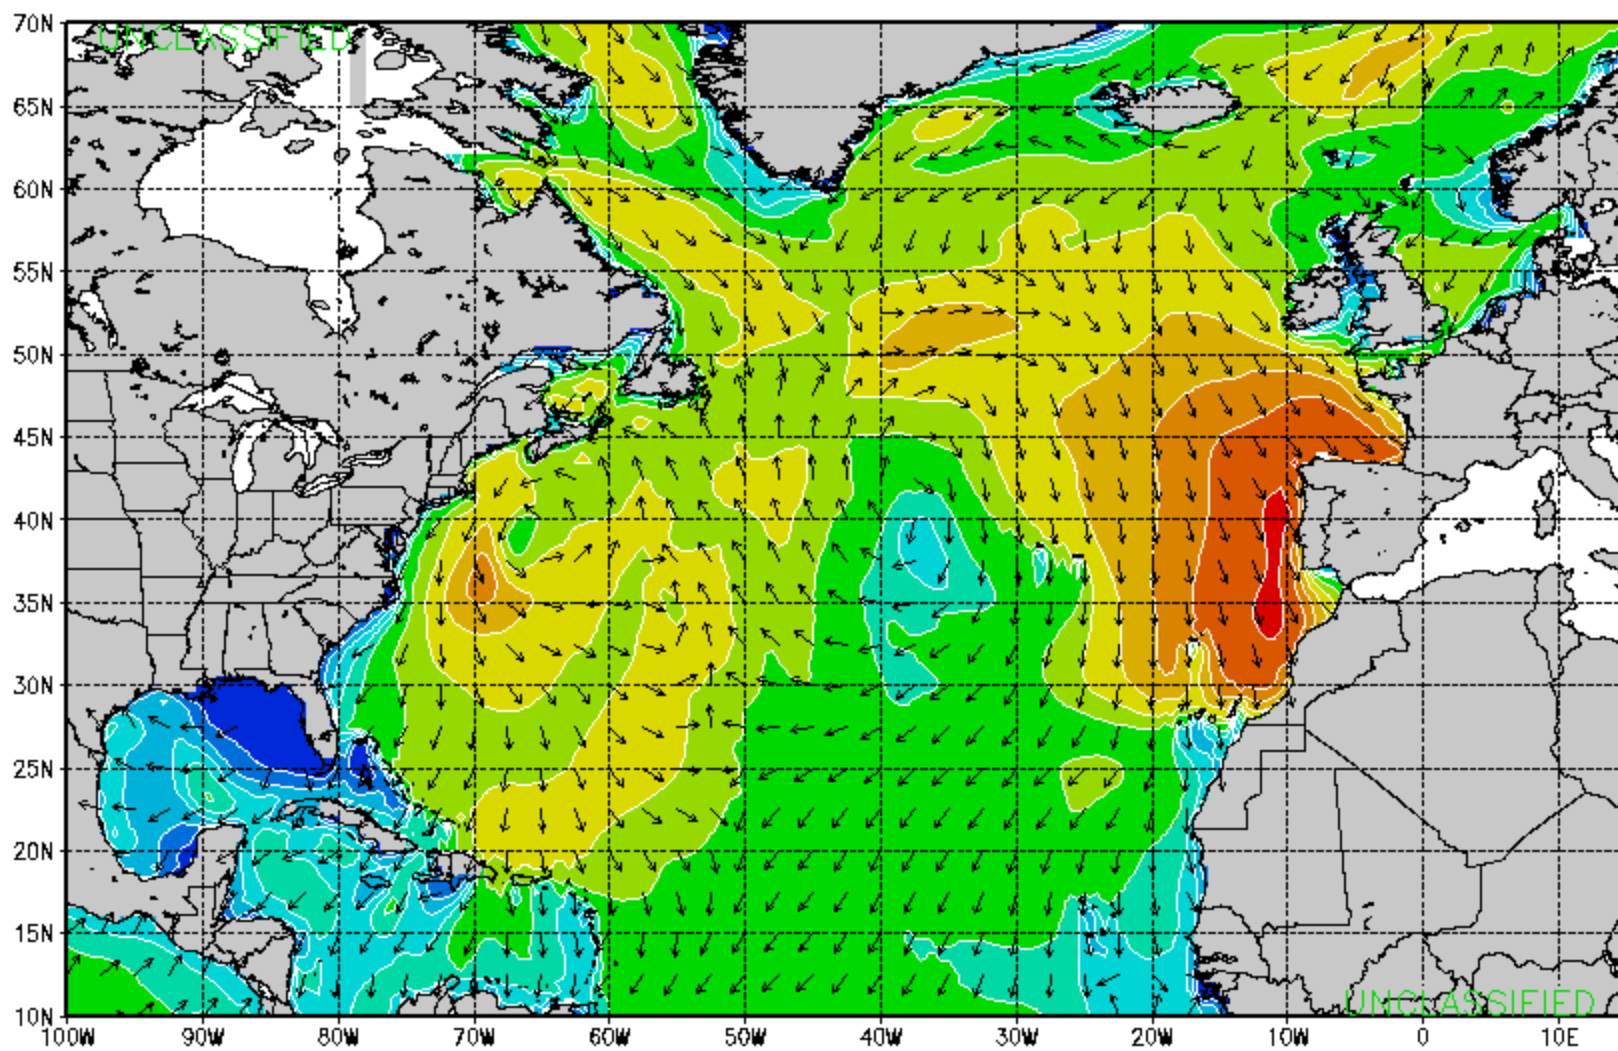 70N
UNCLASSIFIED
65N
60N
55N
50N
45N
40N
35N
30N
25N
20N
15N
UNCLASSIFIED
10N
100W 90W 80W 70W 60W 50W 40W 30W 20W 10W 0 10E